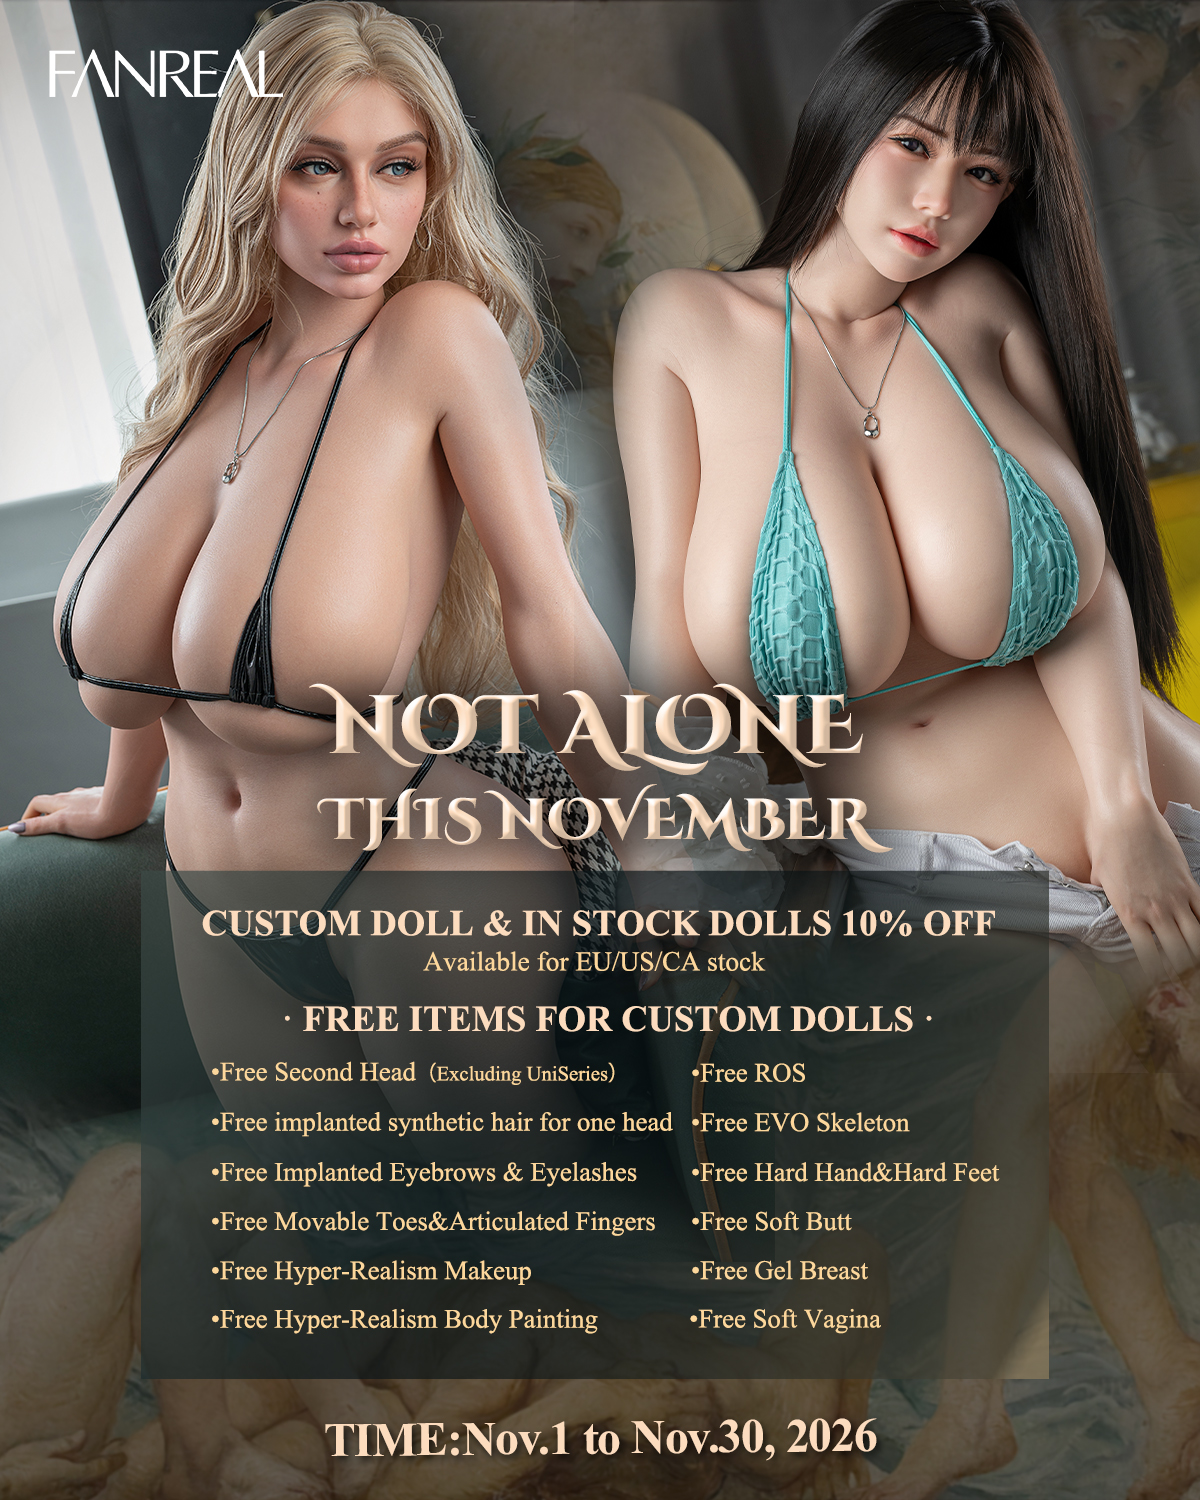 FANREAL
NOT ALONE
THIS NOVEMBER
CUSTOM DOLL & IN STOCK DOLLS 10% OFF
Available for EU/US/CA stock
· FREE ITEMS FOR CUSTOM DOLLS ·
•Free Second Head（Excluding UniSeries）
•Free ROS
•Free implanted synthetic hair for one head
•Free EVO Skeleton
•Free Implanted Eyebrows & Eyelashes
•Free Hard Hand&Hard Feet
•Free Movable Toes&Articulated Fingers
•Free Soft Butt
•Free Hyper-Realism Makeup
•Free Gel Breast
•Free Hyper-Realism Body Painting
•Free Soft Vagina
TIME:Nov.1 to Nov.30, 2026